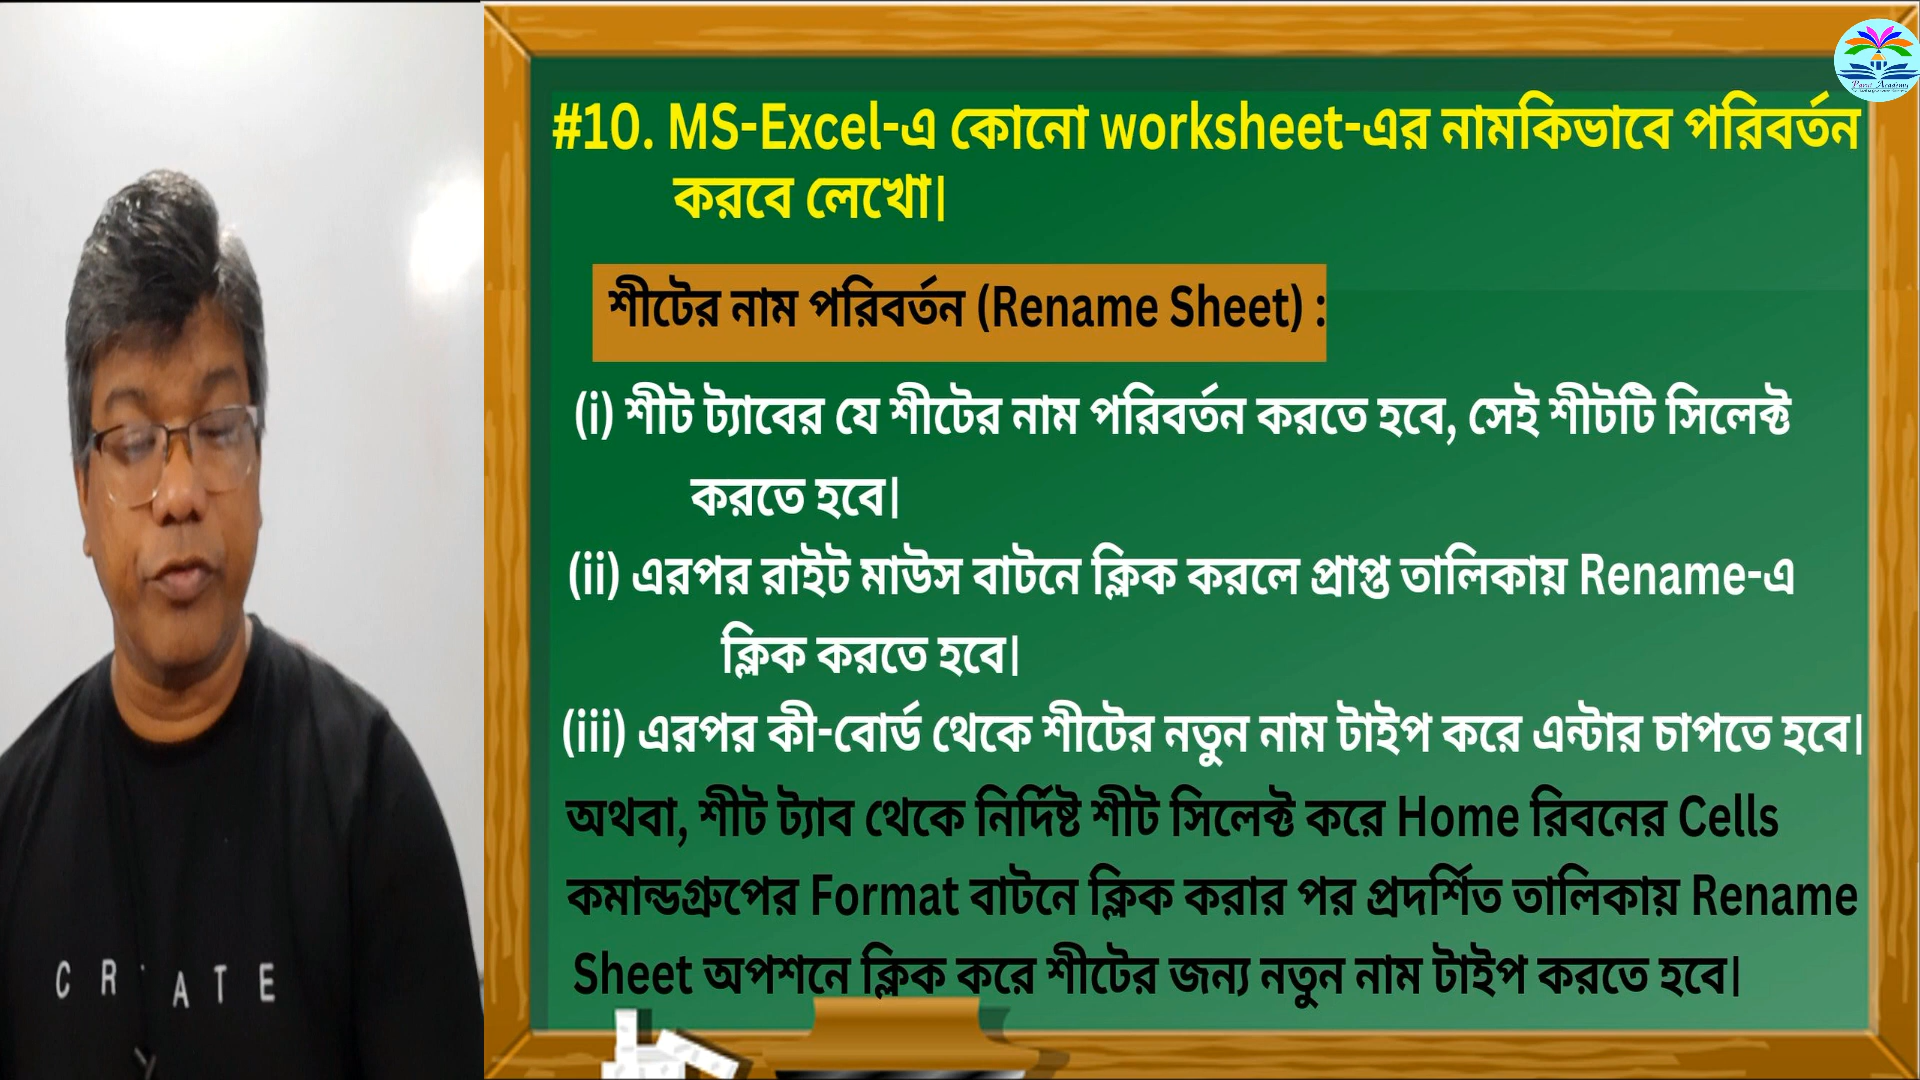 #10. MS-Excel-এ কোনো worksheet-এর নামকিভাবে পরিবর্তন
করবে লেখো।
শীটের নাম পরিবর্তন (Rename Sheet) :
(i) শীট ট্যাবের যে শীটের নাম পরিবর্তন করতে হবে, সেই শীটটি সিলেক্ট
করতে হবে।
(ii) এরপর রাইট মাউস বাটনে ক্লিক করলে প্রাপ্ত তালিকায় Rename-এ
ক্লিক করতে হবে।
(iii) এরপর কী-বোর্ড থেকে শীটের নতুন নাম টাইপ করে এন্টার চাপতে হবে।
অথবা, শীট ট্যাব থেকে নির্দিষ্ট শীট সিলেক্ট করে Home রিবনের Cells
কমান্ডগ্রুপের Format বাটনে ক্লিক করার পর প্রদর্শিত তালিকায় Rename
Sheet অপশনে ক্লিক করে শীটের জন্য নতুন নাম টাইপ করতে হবে।
CR ATE